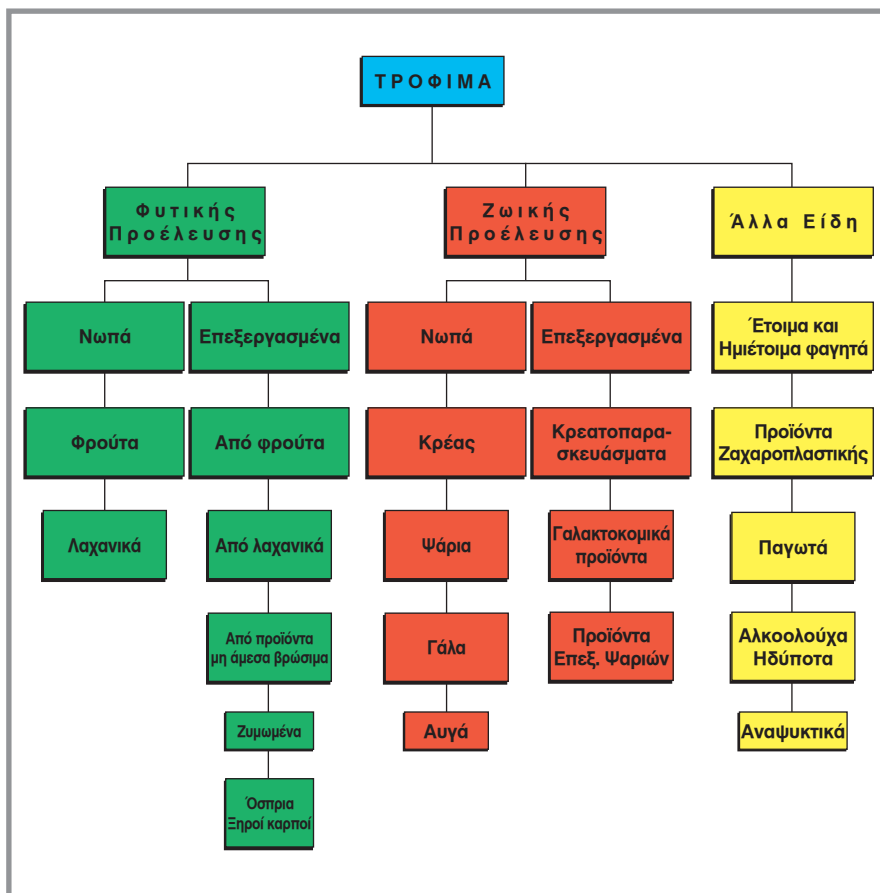 ΤΡΟΦΙΜΑ
Φυτικής
Προέλευσης
Ζωικής
Προέλευσης
Άλλα Είδη
Νωπά
Επεξεργασμένα
Νωπά
Επεξεργασμένα
Έτοιμα και
Ημιέτοιμα φαγητά
Φρούτα
Από φρούτα
Κρέας
Κρεατοπαρα-
σκευάσματα
Προϊόντα
Ζαχαροπλαστικής
Λαχανικά
Από λαχανικά
Ψάρια
Γαλακτοκομικά
προϊόντα
Παγωτά
Από προϊόντα
μη άμεσα βρώσιμα
Γάλα
Προϊόντα
Επεξ. Ψαριών
Αλκοολούχα
Ηδύποτα
Ζυμωμένα
Αυγά
Αναψυκτικά
Όσπρια
Ξηροί καρποί